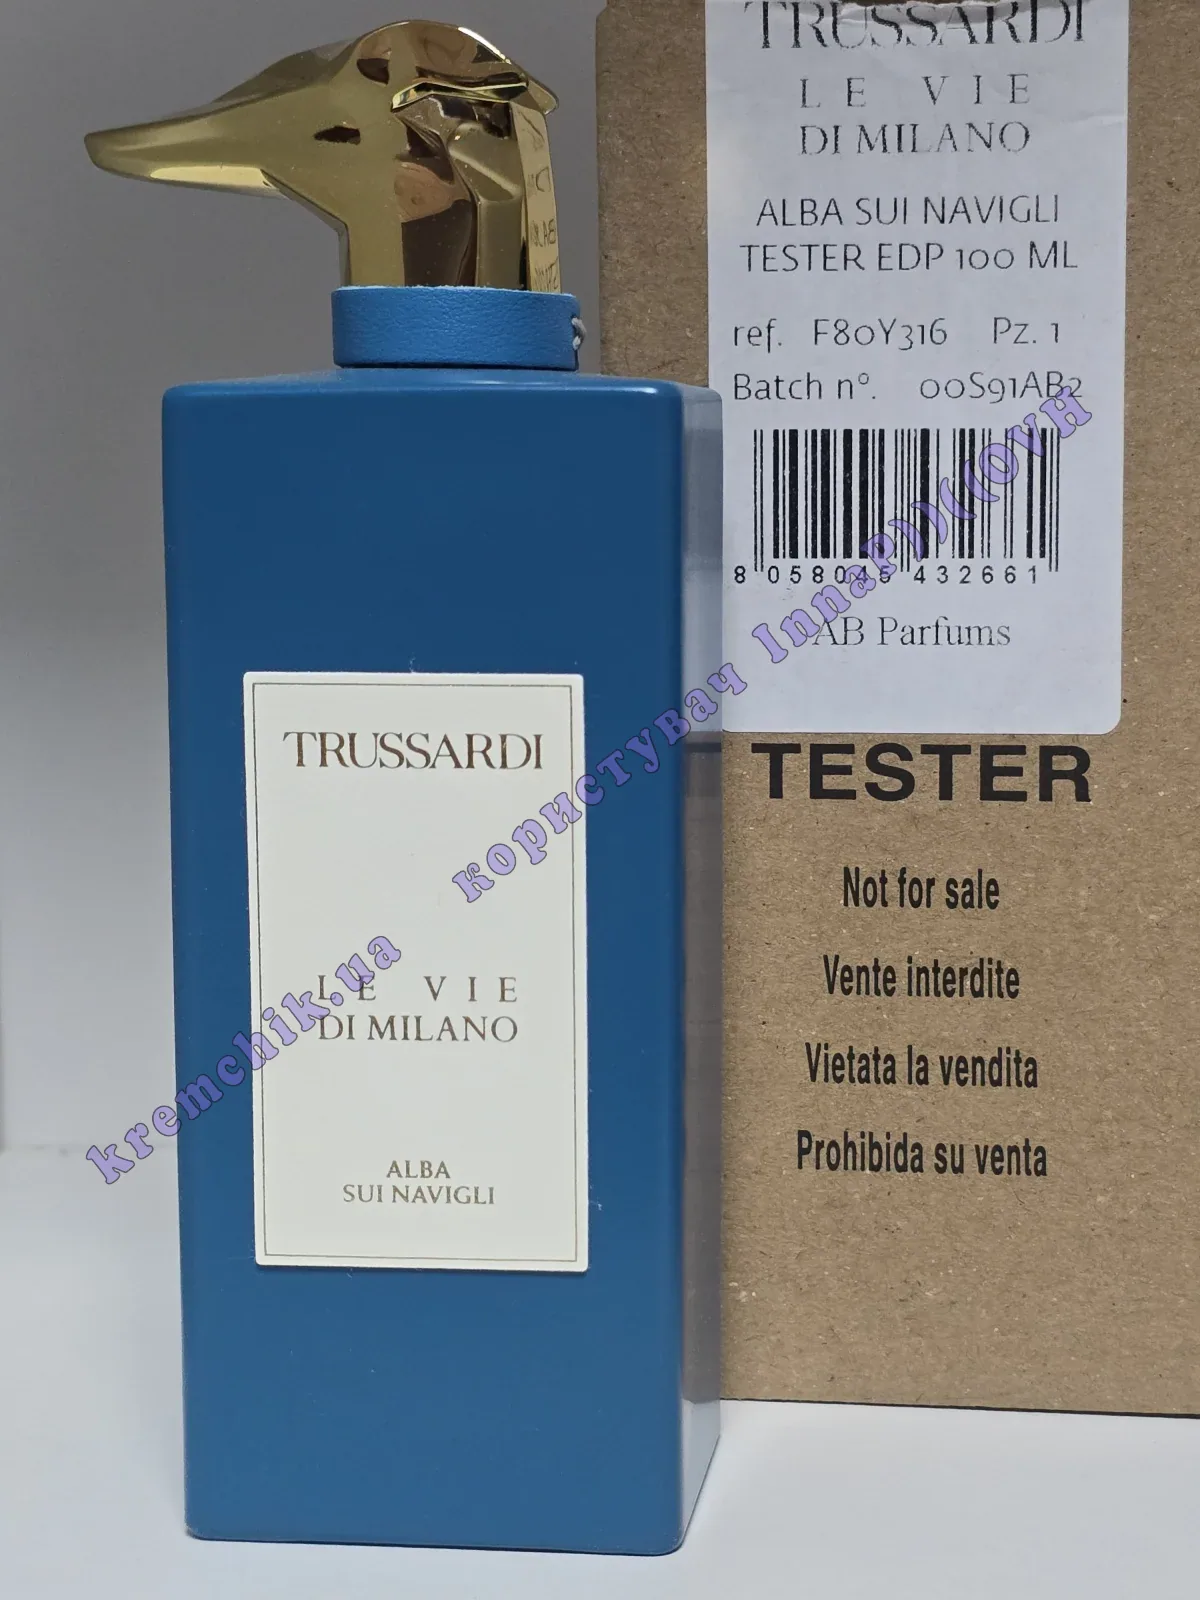 TRUSSARDI
LE VIE
DI MILANO
ALBA SUI NAVIGLI
TESTER EDP 100 ML
ref. F80Y316 Pz. 1
Batch n°. 00S91AB2
8 058045 432661
AB Parfums
TESTER
Not for sale
Vente interdite
Vietata la vendita
Prohibida su venta
TRUSSARDI
LE VIE
DI MILANO
ALBA
SUI NAVIGLI
kremchik.ua користувач InnaP))((OVH